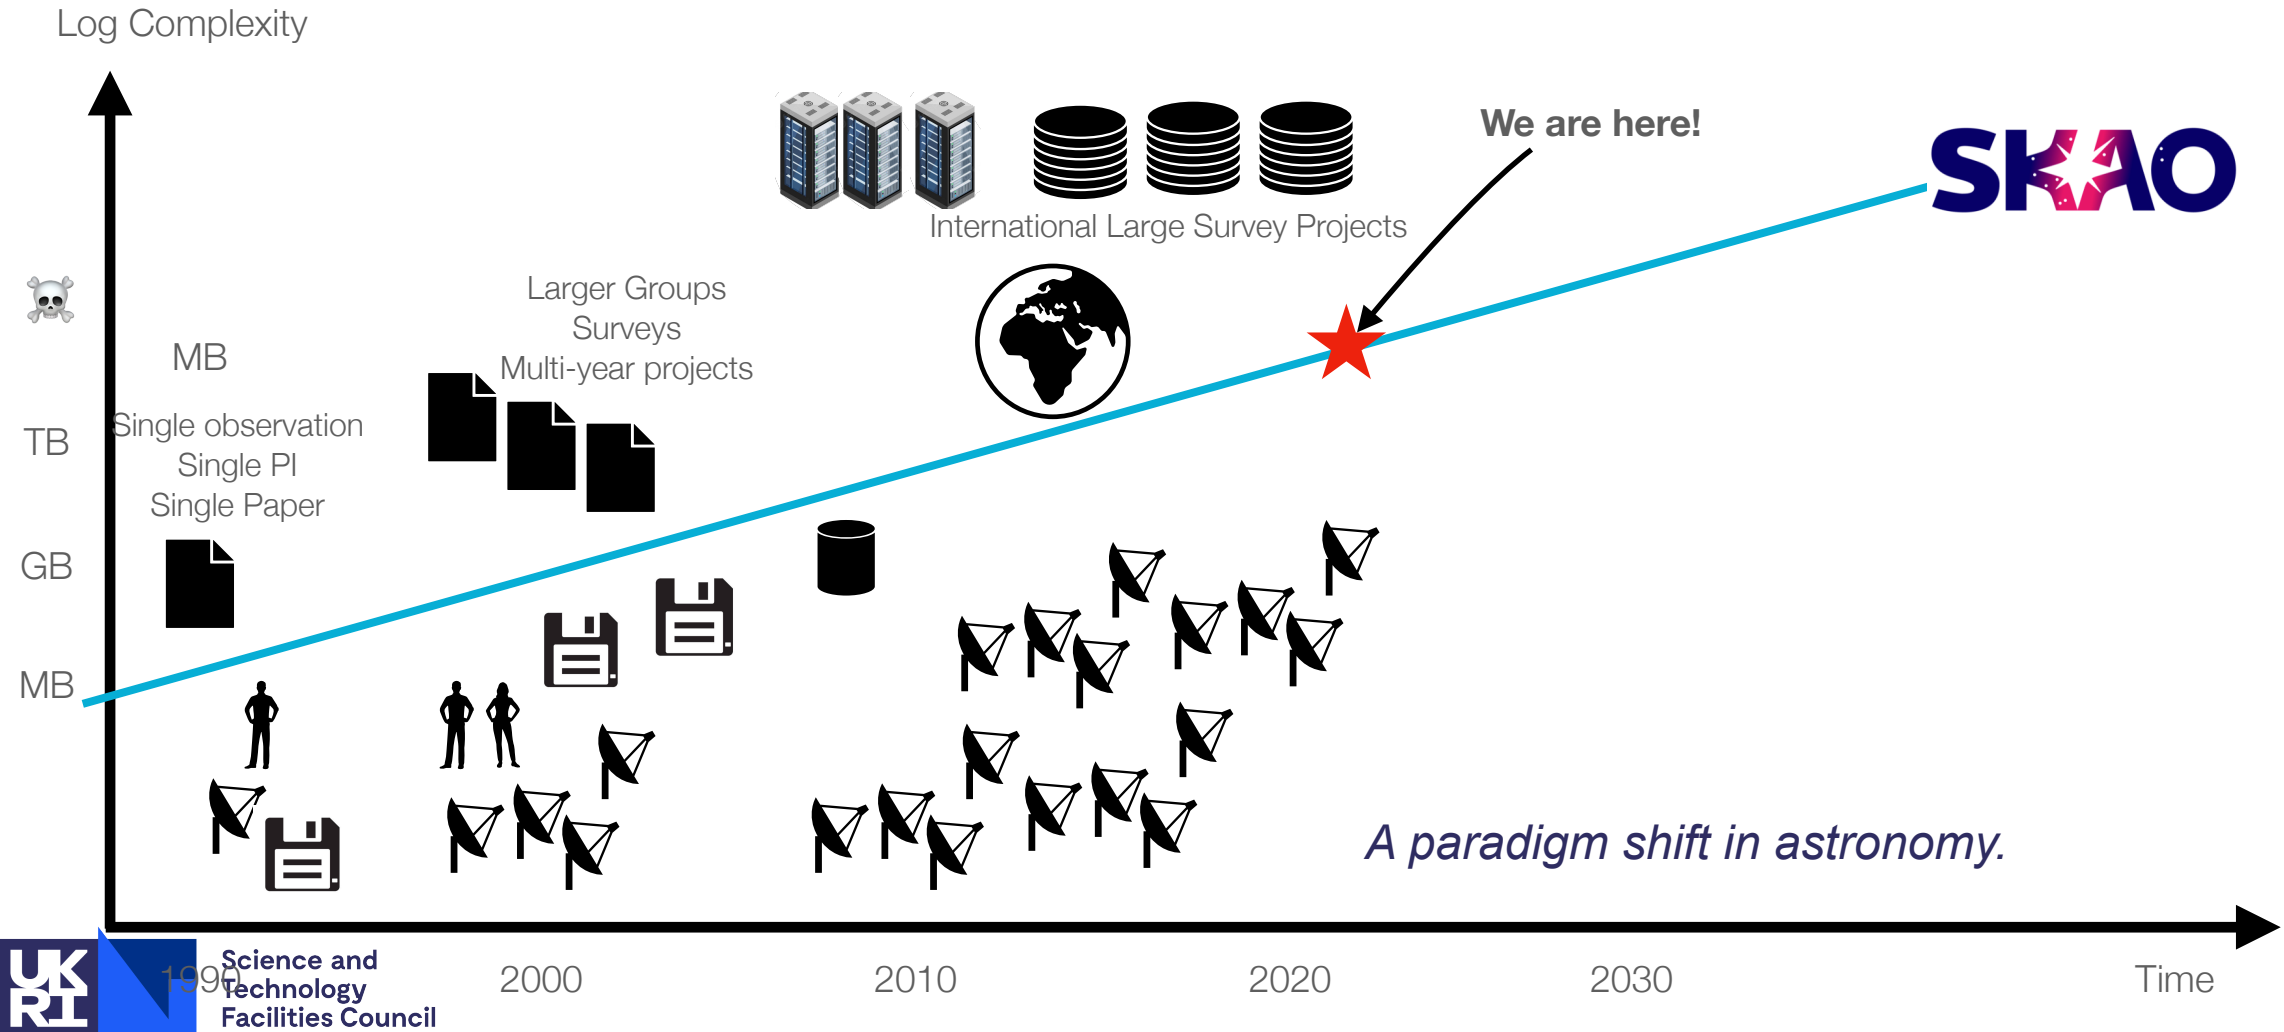 Log Complexity
We are here!
SKAO
International Large Survey Projects
Larger Groups
Surveys
Multi-year projects
MB
Single observation
Single PI
Single Paper
TB
GB
MB
A paradigm shift in astronomy.
UK
RI
Science and
Technology
Facilities Council
1990
2000
2010
2020
2030
Time